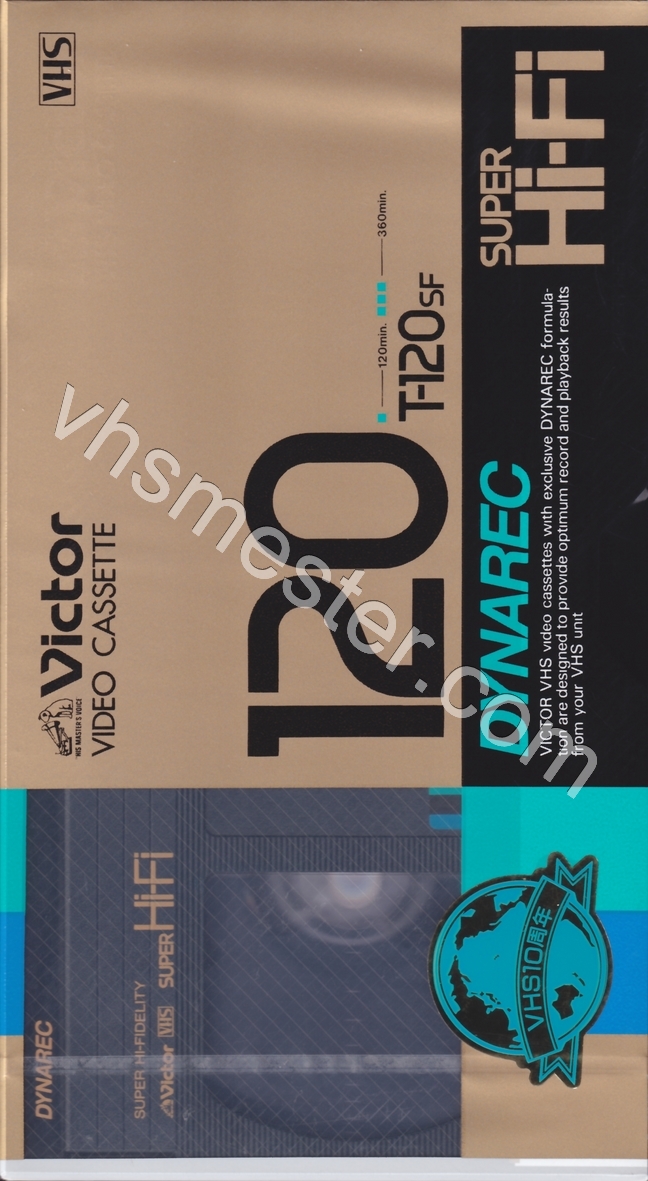 VHS
SUPER
Hi-Fi
120min.
360min.
T-120SF
120
Victor
VIDEO CASSETTE
"HIS MASTER'S VOICE"
DYNAREC
VICTOR VHS video cassettes with exclusive DYNAREC formula-
tion are designed to provide optimum record and playback results
from your VHS unit
DYNAREC
SUPER HI-FIDELITY
Victor VHS SUPER Hi-Fi
VHS10周年
vhsmester.com